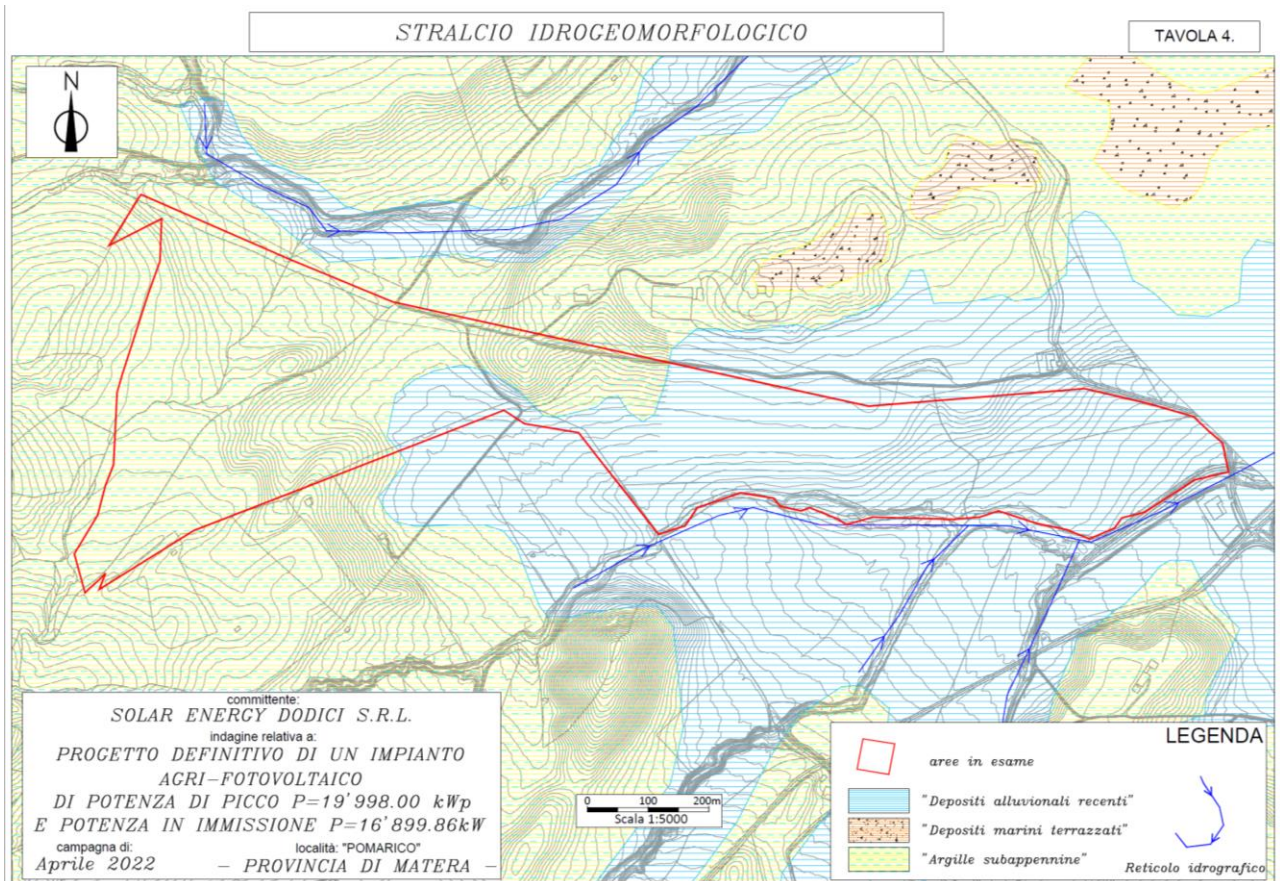 STRALCIO IDROGEOMORFOLOGICO
TAVOLA 4.
N
committente:
SOLAR ENERGY DODICI S.R.L.
indagine relativa a:
PROGETTO DEFINITIVO DI UN IMPIANTO
AGRI-FOTOVOLTAICO
DI POTENZA DI PICCO P=19'998.00 kWp
E POTENZA IN IMMISSIONE P=16'899.86kW
campagna di:
Aprile 2022
località: "POMARICO"
- PROVINCIA DI MATERA -
0 100 200m
Scala 1:5000
LEGENDA
aree in esame
"Depositi alluvionali recenti"
"Depositi marini terrazzati"
"Argille subappennine"
Reticolo idrografico